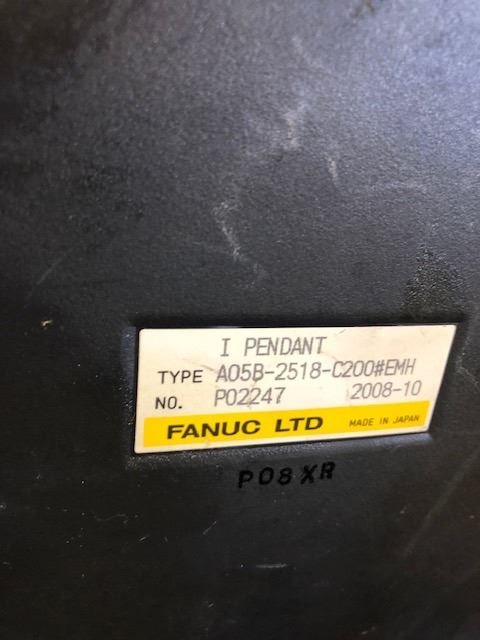 I PENDANT
TYPE A05B-2518-C200#EMH
NO. P02247 2008-10
FANUC LTD MADE IN JAPAN
P08XR